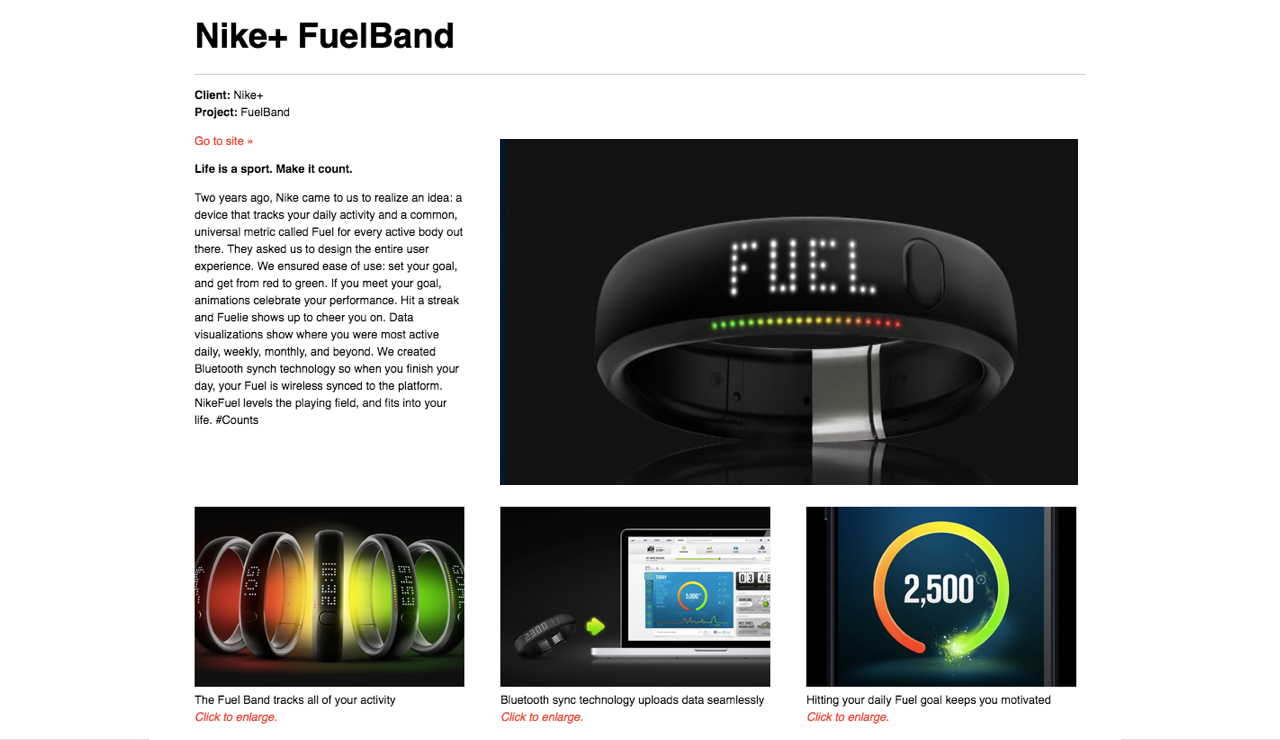 Nike+ FuelBand
Client: Nike+
Project: FuelBand
Go to site »
Life is a sport. Make it count.
Two years ago, Nike came to us to realize an idea: a
device that tracks your daily activity and a common,
universal metric called Fuel for every active body out
there. They asked us to design the entire user
experience. We ensured ease of use: set your goal,
and get from red to green. If you meet your goal,
animations celebrate your performance. Hit a streak
and Fuelie shows up to cheer you on. Data
visualizations show where you were most active
daily, weekly, monthly, and beyond. We created
Bluetooth synch technology so when you finish your
day, your Fuel is wireless synced to the platform.
NikeFuel levels the playing field, and fits into your
life. #Counts
FUEL
2300
TODAY
5,000
2,500
The Fuel Band tracks all of your activity
Click to enlarge.
Bluetooth sync technology uploads data seamlessly
Click to enlarge.
Hitting your daily Fuel goal keeps you motivated
Click to enlarge.